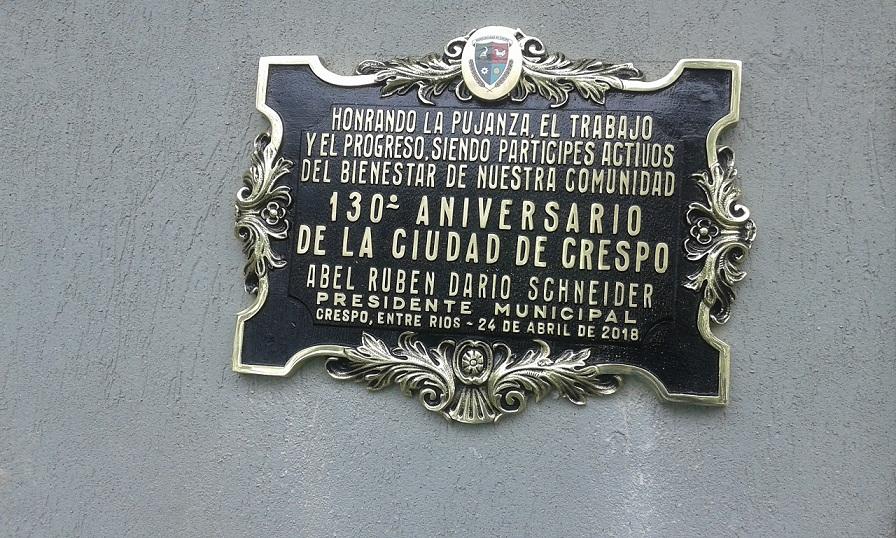 HONRANDO LA PUJANZA, EL TRABAJO
Y EL PROGRESO, SIENDO PARTICIPES ACTIVOS
DEL BIENESTAR DE NUESTRA COMUNIDAD
130º ANIVERSARIO
DE LA CIUDAD DE CRESPO
ABEL RUBEN DARIO SCHNEIDER
PRESIDENTE MUNICIPAL
CRESPO, ENTRE RIOS - 24 DE ABRIL DE 2018